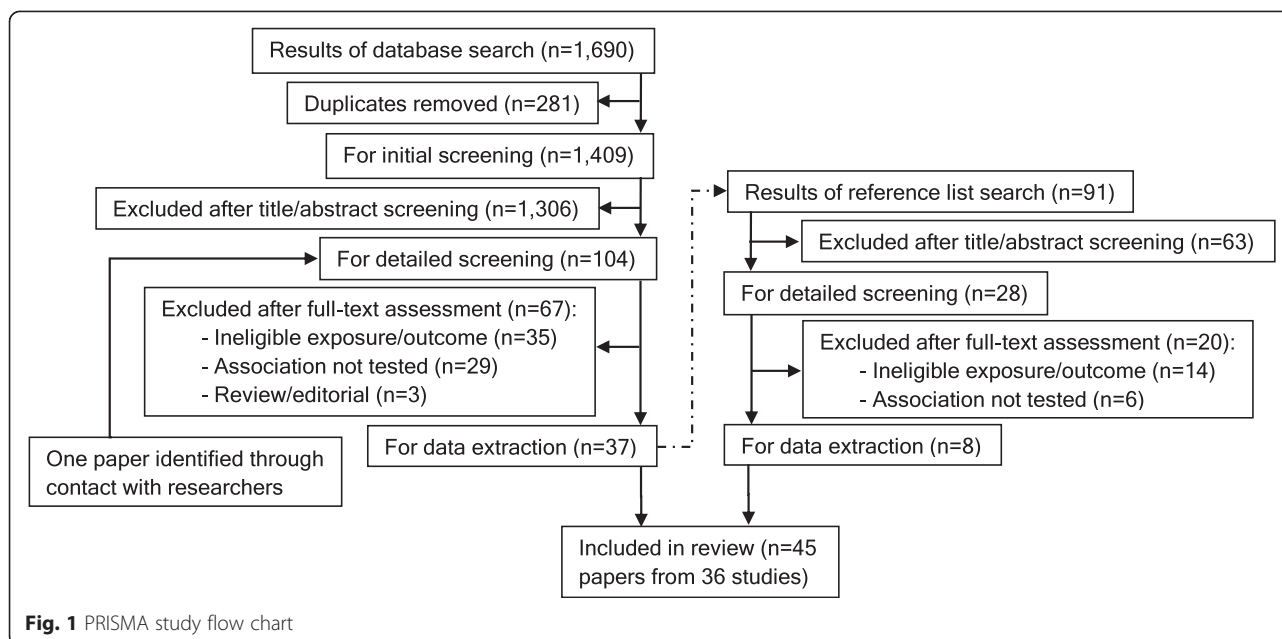 Results of database search (n=1,690)
Duplicates removed (n=281)
For initial screening (n=1,409)
Excluded after title/abstract screening (n=1,306)
For detailed screening (n=104)
Excluded after full-text assessment (n=67):
- Ineligible exposure/outcome (n=35)
- Association not tested (n=29)
- Review/editorial (n=3)
One paper identified through
contact with researchers
For data extraction (n=37)
Results of reference list search (n=91)
Excluded after title/abstract screening (n=63)
For detailed screening (n=28)
Excluded after full-text assessment (n=20):
- Ineligible exposure/outcome (n=14)
- Association not tested (n=6)
For data extraction (n=8)
Included in review (n=45
papers from 36 studies)
Fig. 1 PRISMA study flow chart